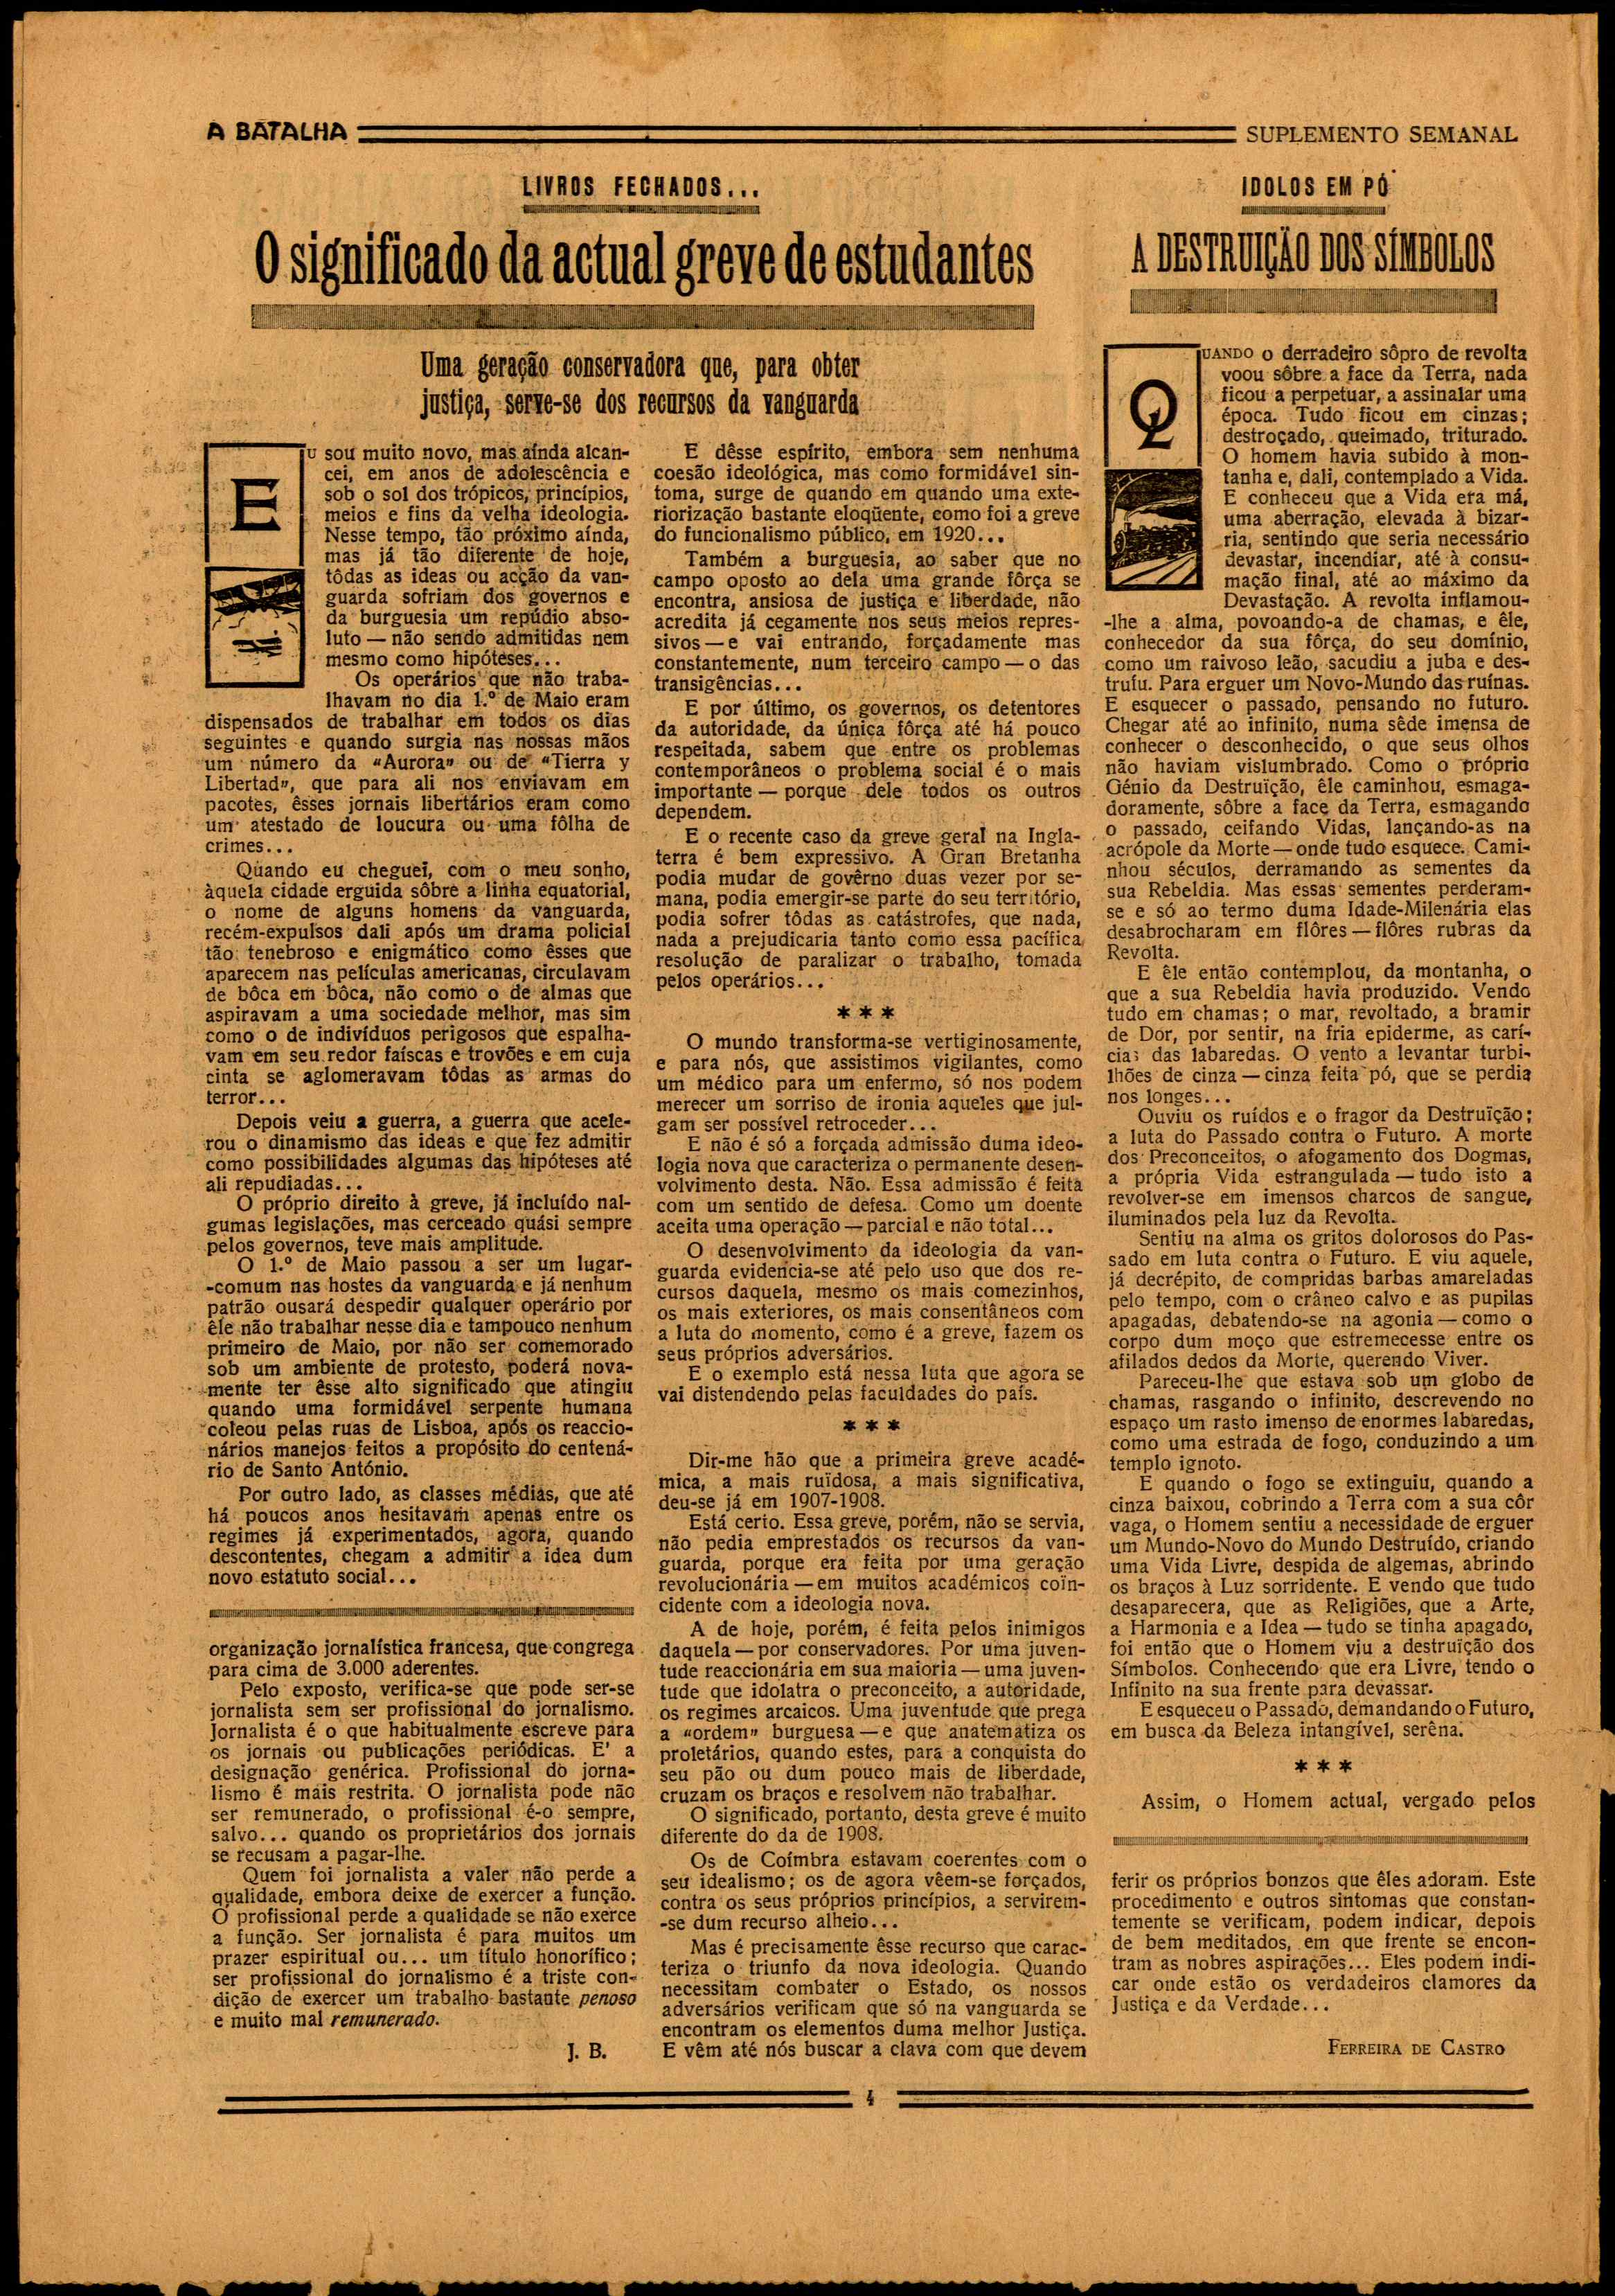 A BATALHA
SUPLEMENTO SEMANAL
LIVROS FECHADOS...
O significado da actual greve de estudantes
Uma geração conservadora que, para obter
justiça, serve-se dos recursos da vanguarda
EU sou muito novo, mas aínda alcan-
cei, em anos de adolescência e
sob o sol dos trópicos, princípios,
meios e fins da velha ideologia.
Nesse tempo, tão próximo aínda,
mas já tão diferente de hoje,
tôdas as ideas ou acção da van-
guarda sofriam dos governos e
da burguesia um repúdio abso-
luto — não sendo admitidas nem
mesmo como hipóteses...
Os operários que não traba-
lhavam no dia 1.º de Maio eram
dispensados de trabalhar em todos os dias
seguintes e quando surgia nas nossas mãos
um número da «Aurora» ou de «Tierra y
Libertad», que para ali nos enviavam em
pacotes, êsses jornais libertários eram como
um atestado de loucura ou uma fôlha de
crimes...
Quando eu cheguei, com o meu sonho,
àquela cidade erguida sôbre a linha equatorial,
o nome de alguns homens da vanguarda,
recém-expulsos dali após um drama policial
tão tenebroso e enigmático como êsses que
aparecem nas películas americanas, circulavam
de bôca em bôca, não como o de almas que
aspiravam a uma sociedade melhor, mas sim
como o de indivíduos perigosos que espalha-
vam em seu redor faíscas e trovões e em cuja
cinta se aglomeravam tôdas as armas do
terror...
Depois veiu a guerra, a guerra que acele-
rou o dinamismo das ideas e que fez admitir
como possibilidades algumas das hipóteses até
ali repudiadas...
O próprio direito à greve, já incluído nal-
gumas legislações, mas cerceado quási sempre
pelos governos, teve mais amplitude.
O 1.º de Maio passou a ser um lugar-
-comum nas hostes da vanguarda e já nenhum
patrão ousará despedir qualquer operário por
êle não trabalhar nesse dia e tampouco nenhum
primeiro de Maio, por não ser comemorado
sob um ambiente de protesto, poderá nova-
mente ter êsse alto significado que atingiu
quando uma formidável serpente humana
coleou pelas ruas de Lisboa, após os reaccio-
nários manejos feitos a propósito do centená-
rio de Santo António.
Por outro lado, as classes médias, que até
há poucos anos hesitavam apenas entre os
regimes já experimentados, agora, quando
descontentes, chegam a admitir a idea dum
novo estatuto social...
E dêsse espírito, embora sem nenhuma
coesão ideológica, mas como formidável sin-
toma, surge de quando em quando uma exte-
riorização bastante eloqüente, como foi a greve
do funcionalismo público, em 1920...
Também a burguesia, ao saber que no
campo oposto ao dela uma grande fôrça se
encontra, ansiosa de justiça e liberdade, não
acredita já cegamente nos seus meios repres-
sivos — e vai entrando, forçadamente mas
constantemente, num terceiro campo — o das
transigências...
E por último, os governos, os detentores
da autoridade, da única fôrça até há pouco
respeitada, sabem que entre os problemas
contemporâneos o problema social é o mais
importante — porque dele todos os outros
dependem.
E o recente caso da greve geral na Ingla-
terra é bem expressivo. A Gran Bretanha
podia mudar de govêrno duas vezer por se-
mana, podia emergir-se parte do seu território,
podia sofrer tôdas as catástrofes, que nada,
nada a prejudicaria tanto como essa pacífica
resolução de paralizar o trabalho, tomada
pelos operários...
* * *
O mundo transforma-se vertiginosamente,
e para nós, que assistimos vigilantes, como
um médico para um enfermo, só nos podem
merecer um sorriso de ironia aqueles que jul-
gam ser possível retroceder...
E não é só a forçada admissão duma ideo-
logia nova que caracteriza o permanente desen-
volvimento desta. Não. Essa admissão é feita
com um sentido de defesa. Como um doente
aceita uma operação — parcial e não total...
O desenvolvimento da ideologia da van-
guarda evidencia-se até pelo uso que dos re-
cursos daquela, mesmo os mais comezinhos,
os mais exteriores, os mais consentâneos com
a luta do momento, como é a greve, fazem os
seus próprios adversários.
E o exemplo está nessa luta que agora se
vai distendendo pelas faculdades do país.
* * *
Dir-me hão que a primeira greve acadé-
mica, a mais ruïdosa, a mais significativa,
deu-se já em 1907-1908.
Está certo. Essa greve, porém, não se servia,
não pedia emprestados os recursos da van-
guarda, porque era feita por uma geração
revolucionária — em muitos académicos coïn-
cidente com a ideologia nova.
A de hoje, porém, é feita pelos inimigos
daquela — por conservadores. Por uma juven-
tude reaccionária em sua maioria — uma juven-
tude que idolatra o preconceito, a autoridade,
os regimes arcaicos. Uma juventude que prega
a «ordem» burguesa — e que anatematiza os
proletários, quando estes, para a conquista do
seu pão ou dum pouco mais de liberdade,
cruzam os braços e resolvem não trabalhar.
O significado, portanto, desta greve é muito
diferente do da de 1908.
Os de Coímbra estavam coerentes com o
seu idealismo; os de agora vêem-se forçados,
contra os seus próprios princípios, a servirem-
-se dum recurso alheio...
Mas é precisamente êsse recurso que carac-
teriza o triunfo da nova ideologia. Quando
necessitam combater o Estado, os nossos
adversários verificam que só na vanguarda se
encontram os elementos duma melhor Justiça.
E vêm até nós buscar a clava com que devem
ferir os próprios bonzos que êles adoram. Este
procedimento e outros sintomas que constan-
temente se verificam, podem indicar, depois
de bem meditados, em que frente se encon-
tram as nobres aspirações... Eles podem indi-
car onde estão os verdadeiros clamores da
Justiça e da Verdade...
FERREIRA DE CASTRO
organização jornalística francesa, que congrega
para cima de 3.000 aderentes.
Pelo exposto, verifica-se que pode ser-se
jornalista sem ser profissional do jornalismo.
Jornalista é o que habitualmente escreve para
os jornais ou publicações periódicas. E' a
designação genérica. Profissional do jorna-
lismo é mais restrita. O jornalista pode não
ser remunerado, o profissional é-o sempre,
salvo... quando os proprietários dos jornais
se recusam a pagar-lhe.
Quem foi jornalista a valer não perde a
qualidade, embora deixe de exercer a função.
O profissional perde a qualidade se não exerce
a função. Ser jornalista é para muitos um
prazer espiritual ou... um título honorífico;
ser profissional do jornalismo é a triste con-
dição de exercer um trabalho bastante penoso
e muito mal remunerado.
J. B.
IDOLOS EM PÓ
A DESTRUIÇÃO DOS SÍMBOLOS
QUANDO o derradeiro sôpro de revolta
voou sôbre a face da Terra, nada
ficou a perpetuar, a assinalar uma
época. Tudo ficou em cinzas;
destroçado, queimado, triturado.
O homem havia subido à mon-
tanha e, dali, contemplado a Vida.
E conheceu que a Vida era má,
uma aberração, elevada à bizar-
ria, sentindo que seria necessário
devastar, incendiar, até à consu-
mação final, até ao máximo da
Devastação. A revolta inflamou-
-lhe a alma, povoando-a de chamas, e êle,
conhecedor da sua fôrça, do seu domínio,
como um raivoso leão, sacudiu a juba e des-
truíu. Para erguer um Novo-Mundo das ruínas.
E esquecer o passado, pensando no futuro.
Chegar até ao infinito, numa sêde imensa de
conhecer o desconhecido, o que seus olhos
não haviam vislumbrado. Como o próprio
Génio da Destruïção, êle caminhou, esmaga-
doramente, sôbre a face da Terra, esmagando
o passado, ceifando Vidas, lançando-as na
acrópole da Morte — onde tudo esquece. Cami-
nhou séculos, derramando as sementes da
sua Rebeldia. Mas essas sementes perderam-
se e só ao termo duma Idade-Milenária elas
desabrocharam em flôres — flôres rubras da
Revolta.
E êle então contemplou, da montanha, o
que a sua Rebeldia havia produzido. Vendo
tudo em chamas; o mar, revoltado, a bramir
de Dor, por sentir, na fria epiderme, as carí-
cias das labaredas. O vento a levantar turbi-
lhões de cinza — cinza feita pó, que se perdia
nos longes...
Ouviu os ruídos e o fragor da Destruïção;
a luta do Passado contra o Futuro. A morte
dos Preconceitos, o afogamento dos Dogmas,
a própria Vida estrangulada — tudo isto a
revolver-se em imensos charcos de sangue,
iluminados pela luz da Revolta.
Sentiu na alma os gritos dolorosos do Pas-
sado em luta contra o Futuro. E viu aquele,
já decrépito, de compridas barbas amareladas
pelo tempo, com o crâneo calvo e as pupilas
apagadas, debatendo-se na agonia — como o
corpo dum moço que estremecesse entre os
afilados dedos da Morte, querendo Viver.
Pareceu-lhe que estava sob um globo de
chamas, rasgando o infinito, descrevendo no
espaço um rasto imenso de enormes labaredas,
como uma estrada de fogo, conduzindo a um
templo ignoto.
E quando o fogo se extinguiu, quando a
cinza baixou, cobrindo a Terra com a sua côr
vaga, o Homem sentiu a necessidade de erguer
um Mundo-Novo do Mundo Destruído, criando
uma Vida Livre, despida de algemas, abrindo
os braços à Luz sorridente. E vendo que tudo
desaparecera, que as Religiões, que a Arte,
a Harmonia e a Idea — tudo se tinha apagado,
foi então que o Homem viu a destruïção dos
Símbolos. Conhecendo que era Livre, tendo o
Infinito na sua frente para devassar.
E esqueceu o Passado, demandando o Futuro,
em busca da Beleza intangível, serêna.
* * *
Assim, o Homem actual, vergado pelos
4